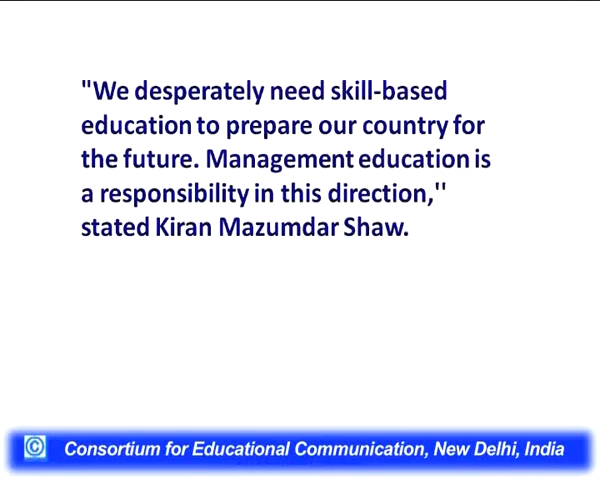 "We desperately need skill-based
education to prepare our country for
the future. Management education is
a responsibility in this direction,''
stated Kiran Mazumdar Shaw.
© Consortium for Educational Communication, New Delhi, India